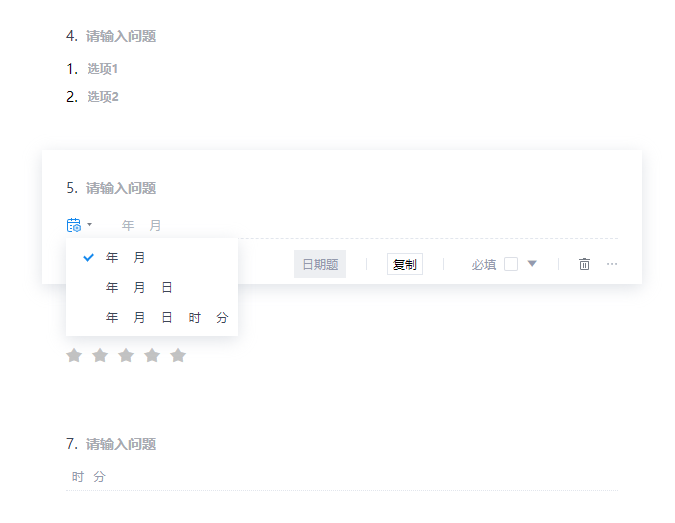 4. 请输入问题
1. 选项1
2. 选项2
5. 请输入问题
年 月
年 月
年 月 日
年 月 日 时 分
日期题 复制 必填
7. 请输入问题
时 分